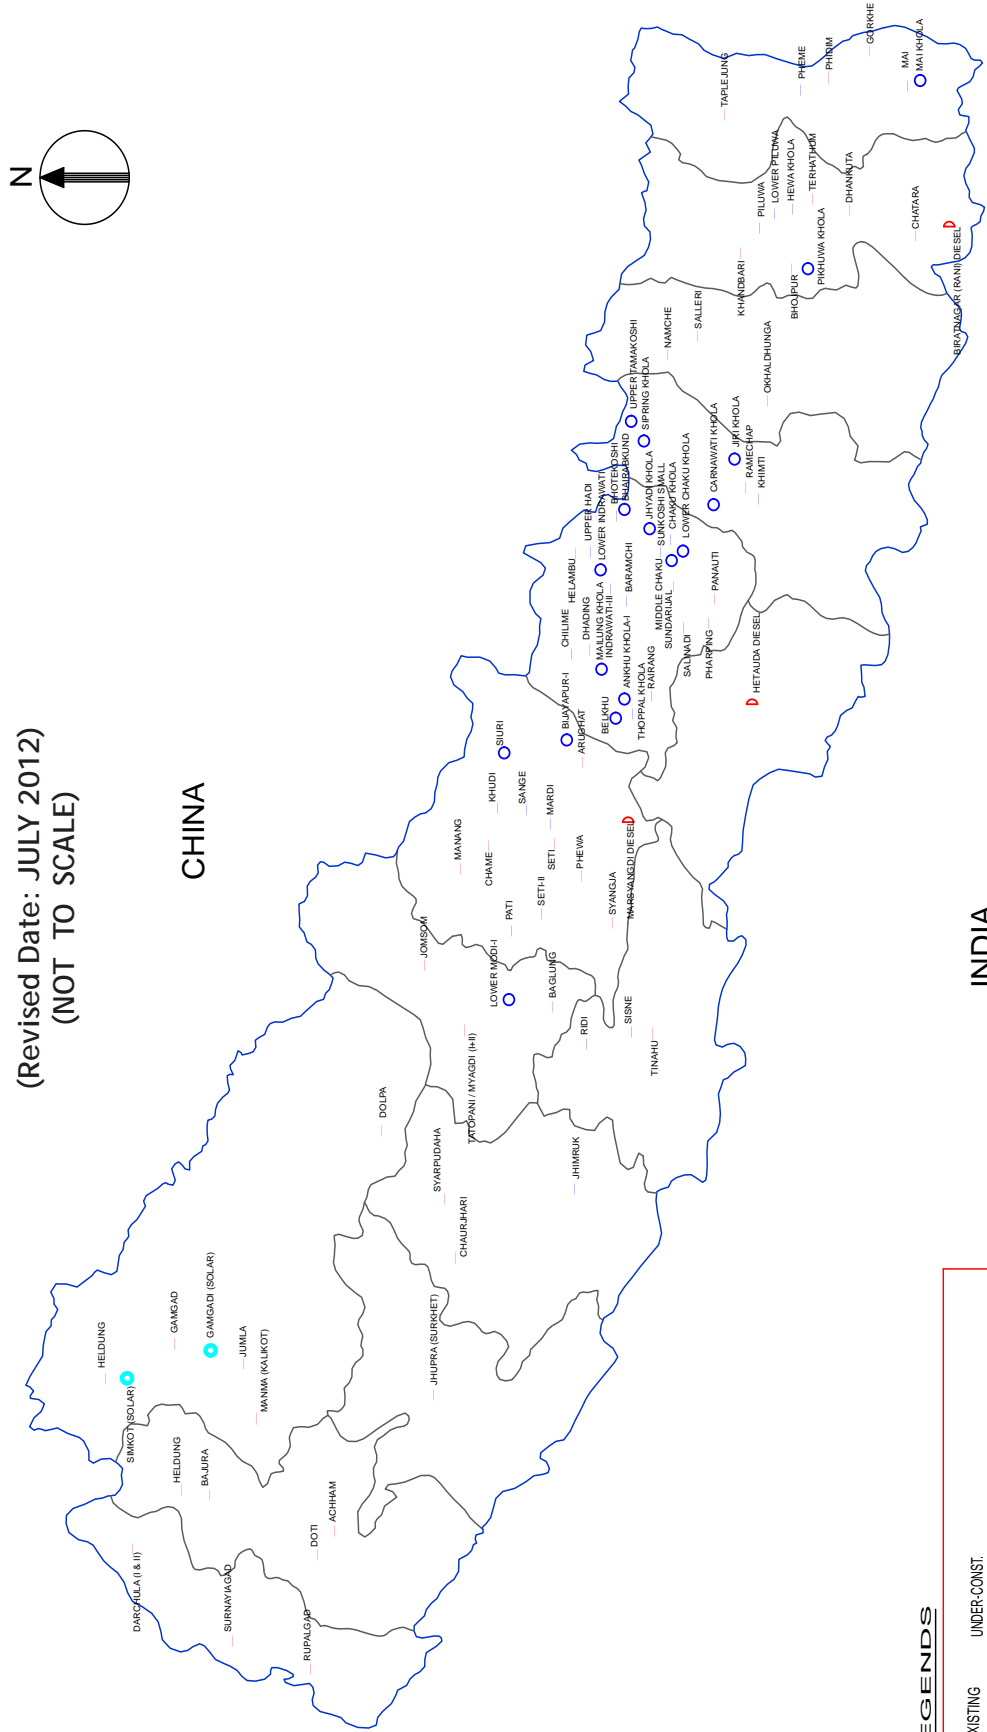 (Revised Date: JULY 2012)
(NOT TO SCALE)
N
CHINA
INDIA
HELDUNG
SIMKOT (SOLAR)
GAMGAD
GAMGADI (SOLAR)
JUMLA
MANMA (KALIKOT)
HELDUNG
BAJURA
DARCHULA (I & II)
SURNAYIAGAD
RUPALGAD
DOTI
ACHHAM
DOLPA
SYARPUDAHA
CHAURJHARI
JHUPRA (SURKHET)
JHIMRUK
TATOPANI / MYAGDI (I+II)
JOMSOM
LOWER MODI-I
BAGLUNG
RIDI
SISNE
TINAHU
MANANG
CHAME
KHUDI
SIURI
SANGE
MARDI
SETI
SETI-II
PATI
PHEWA
SYANGJA
MARSYANGDI DIESEL
BIJAYAPUR-I
ARUGHAT
BELKHU
ANKHU KHOLA-I
THOPPAL KHOLA
RAIRANG
CHILIME
DHADING
MAILUNG KHOLA
INDRAWATI-III
HELAMBU
UPPER HADI
LOWER INDRAWATI
BHOTEKOSHI
BHAIRABKUND
BARAMCHI
JHYADI KHOLA
SUNKOSHI SMALL
CHAKU KHOLA
LOWER CHAKU KHOLA
MIDDLE CHAKU
SUNDARIJAL
SALINADI
PHARPING
PANAUTI
HETAUDA DIESEL
UPPER TAMAKOSHI
SIPRING KHOLA
CARNAWATI KHOLA
JIRI KHOLA
RAMECHAP
KHIMTI
NAMCHE
SALLERI
OKHALDHUNGA
KHANDBARI
BHOJPUR
PIKHUWA KHOLA
PILUWA
LOWER PILUWA
HEWA KHOLA
TERHATHUM
DHANKUTA
CHATARA
BIRATNAGAR (RANI) DIESEL
TAPLEJUNG
PHEME
PHIDIM
GORKHE
MAI
MAI KHOLA
EGENDS
XISTING UNDER-CONST.